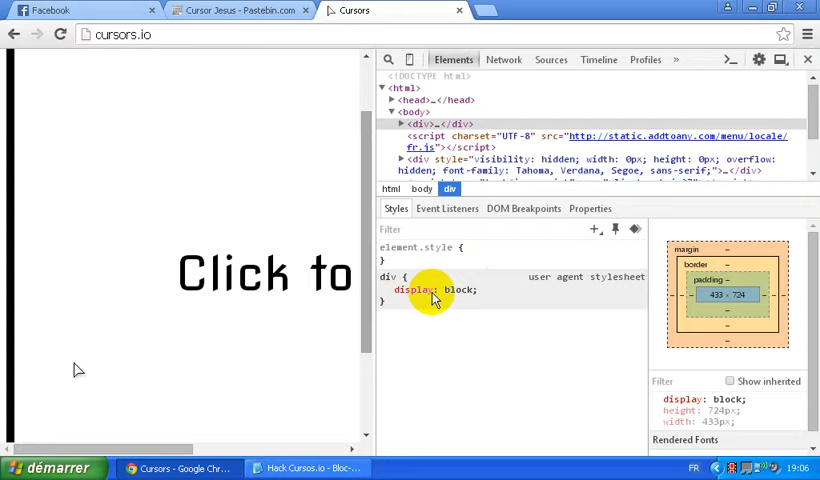 Facebook
Cursor Jesus - Pastebin.com
Cursors
cursors.io
Elements
Network
Sources
Timeline
Profiles
»
<!DOCTYPE html>
<html>
<head>…</head>
<body>
<div>…</div>
<script charset="UTF-8" src="http://static.addtoany.com/menu/locale/
fr.js"></script>
<div style="visibility: hidden; width: 0px; height: 0px; overflow:
hidden; font-family: Tahoma, Verdana, Segoe, sans-serif;">…</div>
html
body
div
Styles
Event Listeners
DOM Breakpoints
Properties
Filter
element.style {
}
div {
user agent stylesheet
display: block;
}
Click to
margin
border
padding
433 × 724
Filter
Show inherited
display: block;
height: 724px;
width: 433px;
Rendered Fonts
démarrer
Cursors - Google Chr...
Hack Cursos.io - Bloc-...
FR
19:06